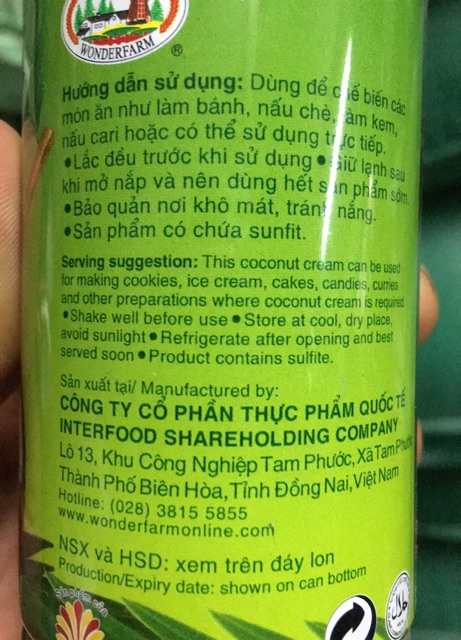 WONDERFARM ®
Hướng dẫn sử dụng: Dùng để chế biến các
món ăn như làm bánh, nấu chè, làm kem,
nấu cari hoặc có thể sử dụng trực tiếp.
•Lắc đều trước khi sử dụng•Giữ lạnh sau
khi mở nắp và nên dùng hết sản phẩm sớm.
•Bảo quản nơi khô mát, tránh nắng.
•Sản phẩm có chứa sunfit.
Serving suggestion: This coconut cream can be used
for making cookies, ice cream, cakes, candies, curries
and other preparations where coconut cream is required.
•Shake well before use•Store at cool, dry place,
avoid sunlight•Refrigerate after opening and best
served soon•Product contains sulfite.
Sản xuất tại/ Manufactured by:
CÔNG TY CỔ PHẦN THỰC PHẨM QUỐC TẾ
INTERFOOD SHAREHOLDING COMPANY
Lô 13, Khu Công Nghiệp Tam Phước, Xã Tam Phước,
Thành Phố Biên Hòa, Tỉnh Đồng Nai, Việt Nam
Hotline: (028) 3815 5855
www.wonderfarmonline.com
NSX và HSD: xem trên đáy lon
Production/Expiry date: shown on can bottom
sản phẩm của
حلال